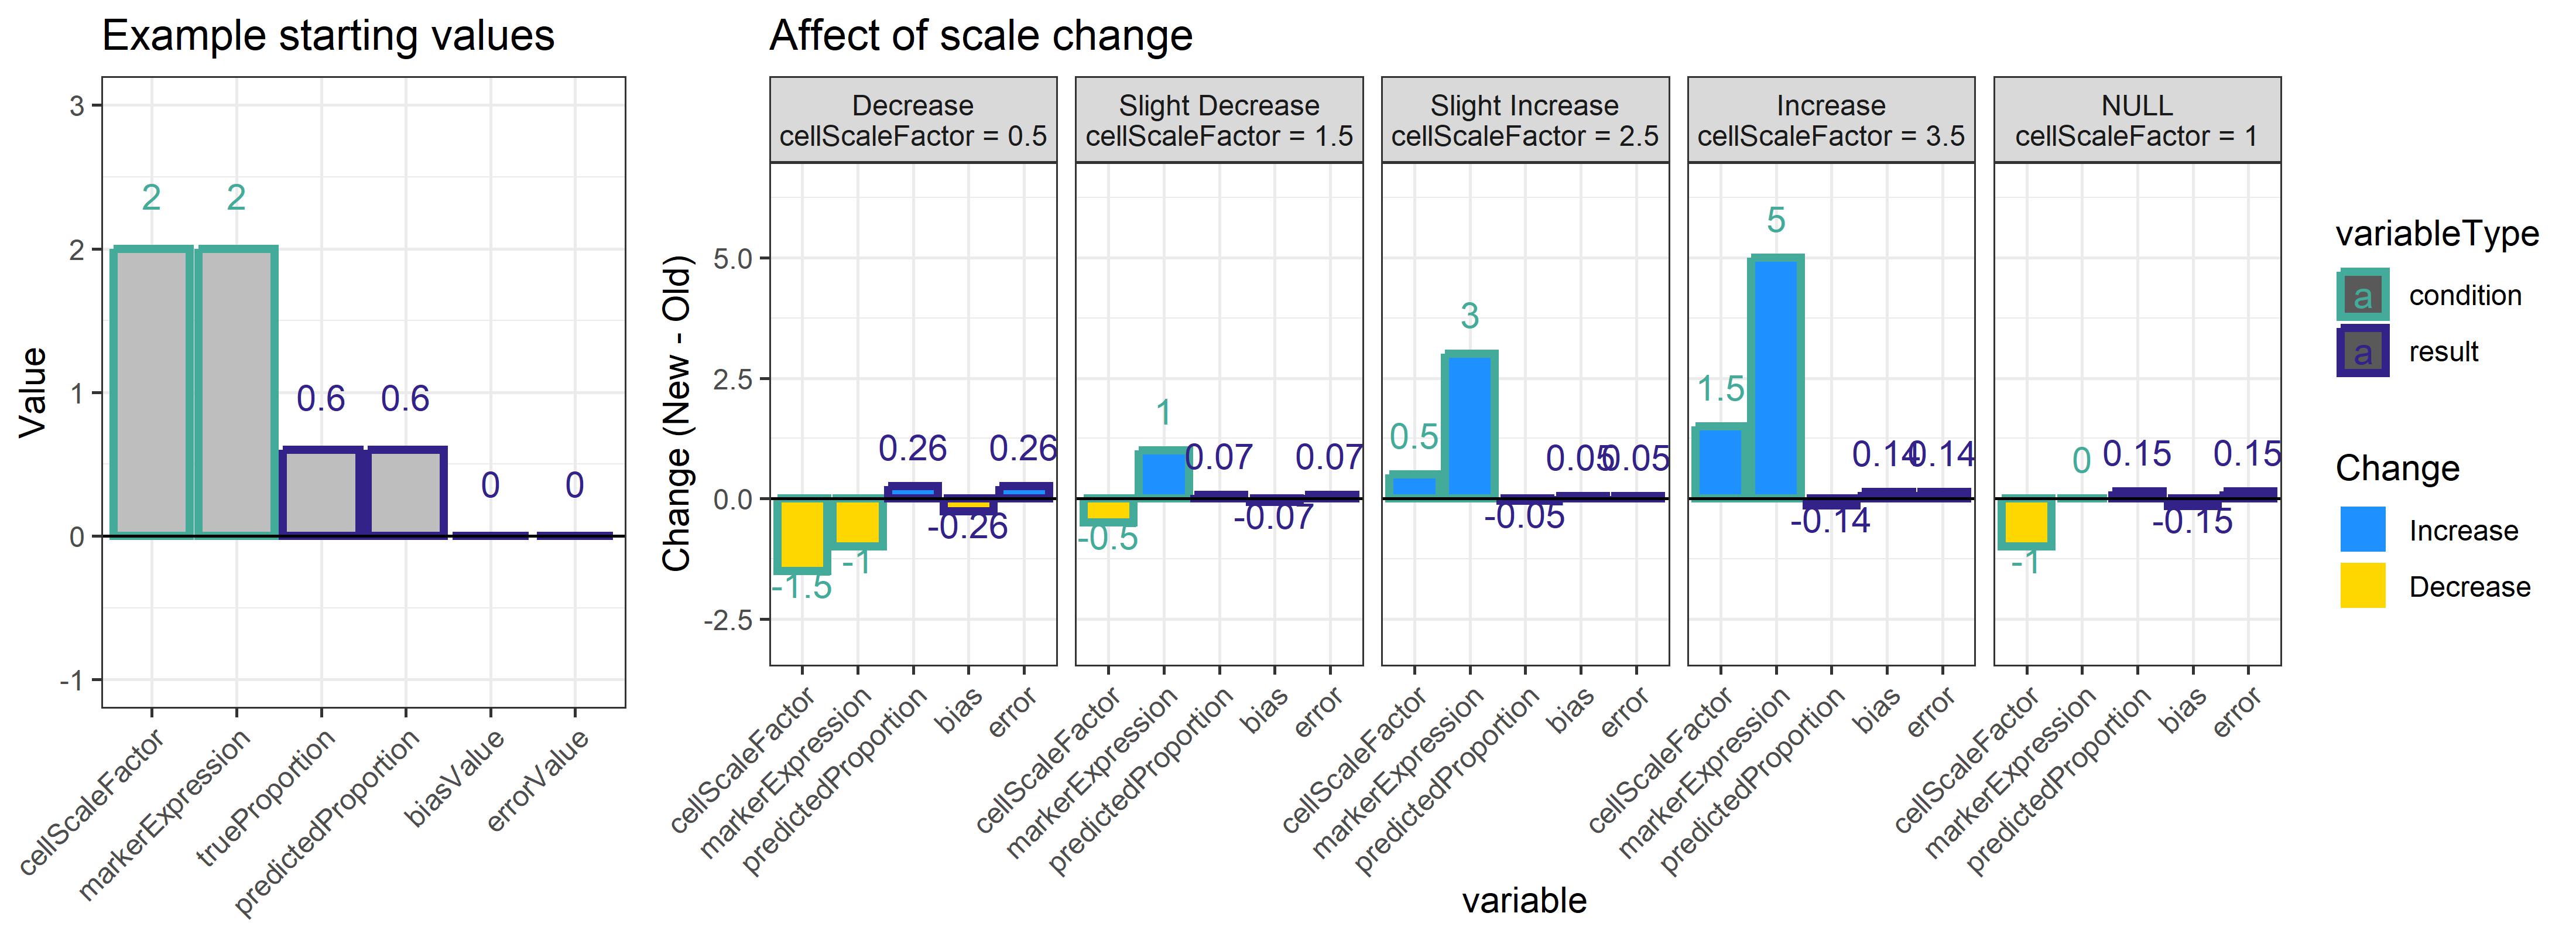 Example starting values
Affect of scale change
Value
3
2
1
0
-1
2
2
0.6
0.6
0
0
cellScaleFactor
markerExpression
trueProportion
predictedProportion
biasValue
errorValue
Change (New - Old)
5.0
2.5
0.0
-2.5
Decrease
cellScaleFactor = 0.5
-1.5
-1
0.26
-0.26
0.26
cellScaleFactor
markerExpression
predictedProportion
bias
error
Slight Decrease
cellScaleFactor = 1.5
-0.5
1
0.07
-0.07
0.07
cellScaleFactor
markerExpression
predictedProportion
bias
error
Slight Increase
cellScaleFactor = 2.5
0.5
3
-0.05
0.05
0.05
cellScaleFactor
markerExpression
predictedProportion
bias
error
Increase
cellScaleFactor = 3.5
1.5
5
-0.14
0.14
0.14
cellScaleFactor
markerExpression
predictedProportion
bias
error
NULL
cellScaleFactor = 1
-1
0
0.15
-0.15
0.15
cellScaleFactor
markerExpression
predictedProportion
bias
error
variable
variableType
a condition
a result
Change
Increase
Decrease